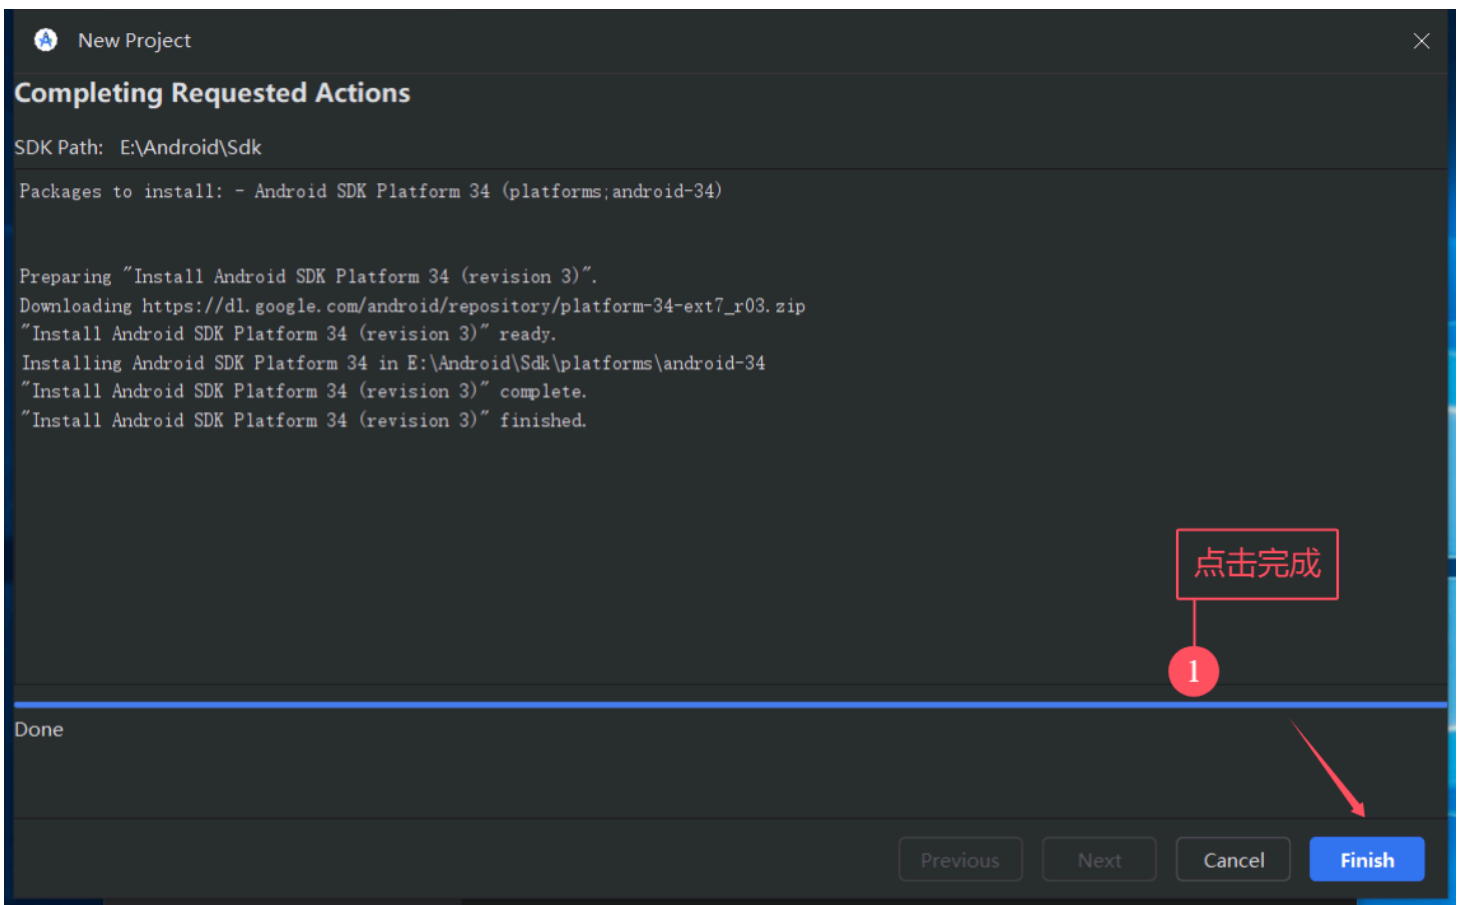 New Project
Completing Requested Actions
SDK Path: E:\Android\Sdk
Packages to install: - Android SDK Platform 34 (platforms;android-34)
Preparing "Install Android SDK Platform 34 (revision 3)".
Downloading https://dl.google.com/android/repository/platform-34-ext7_r03.zip
"Install Android SDK Platform 34 (revision 3)" ready.
Installing Android SDK Platform 34 in E:\Android\Sdk\platforms\android-34
"Install Android SDK Platform 34 (revision 3)" complete.
"Install Android SDK Platform 34 (revision 3)" finished.
点击完成
1
Done
Previous Next Cancel Finish